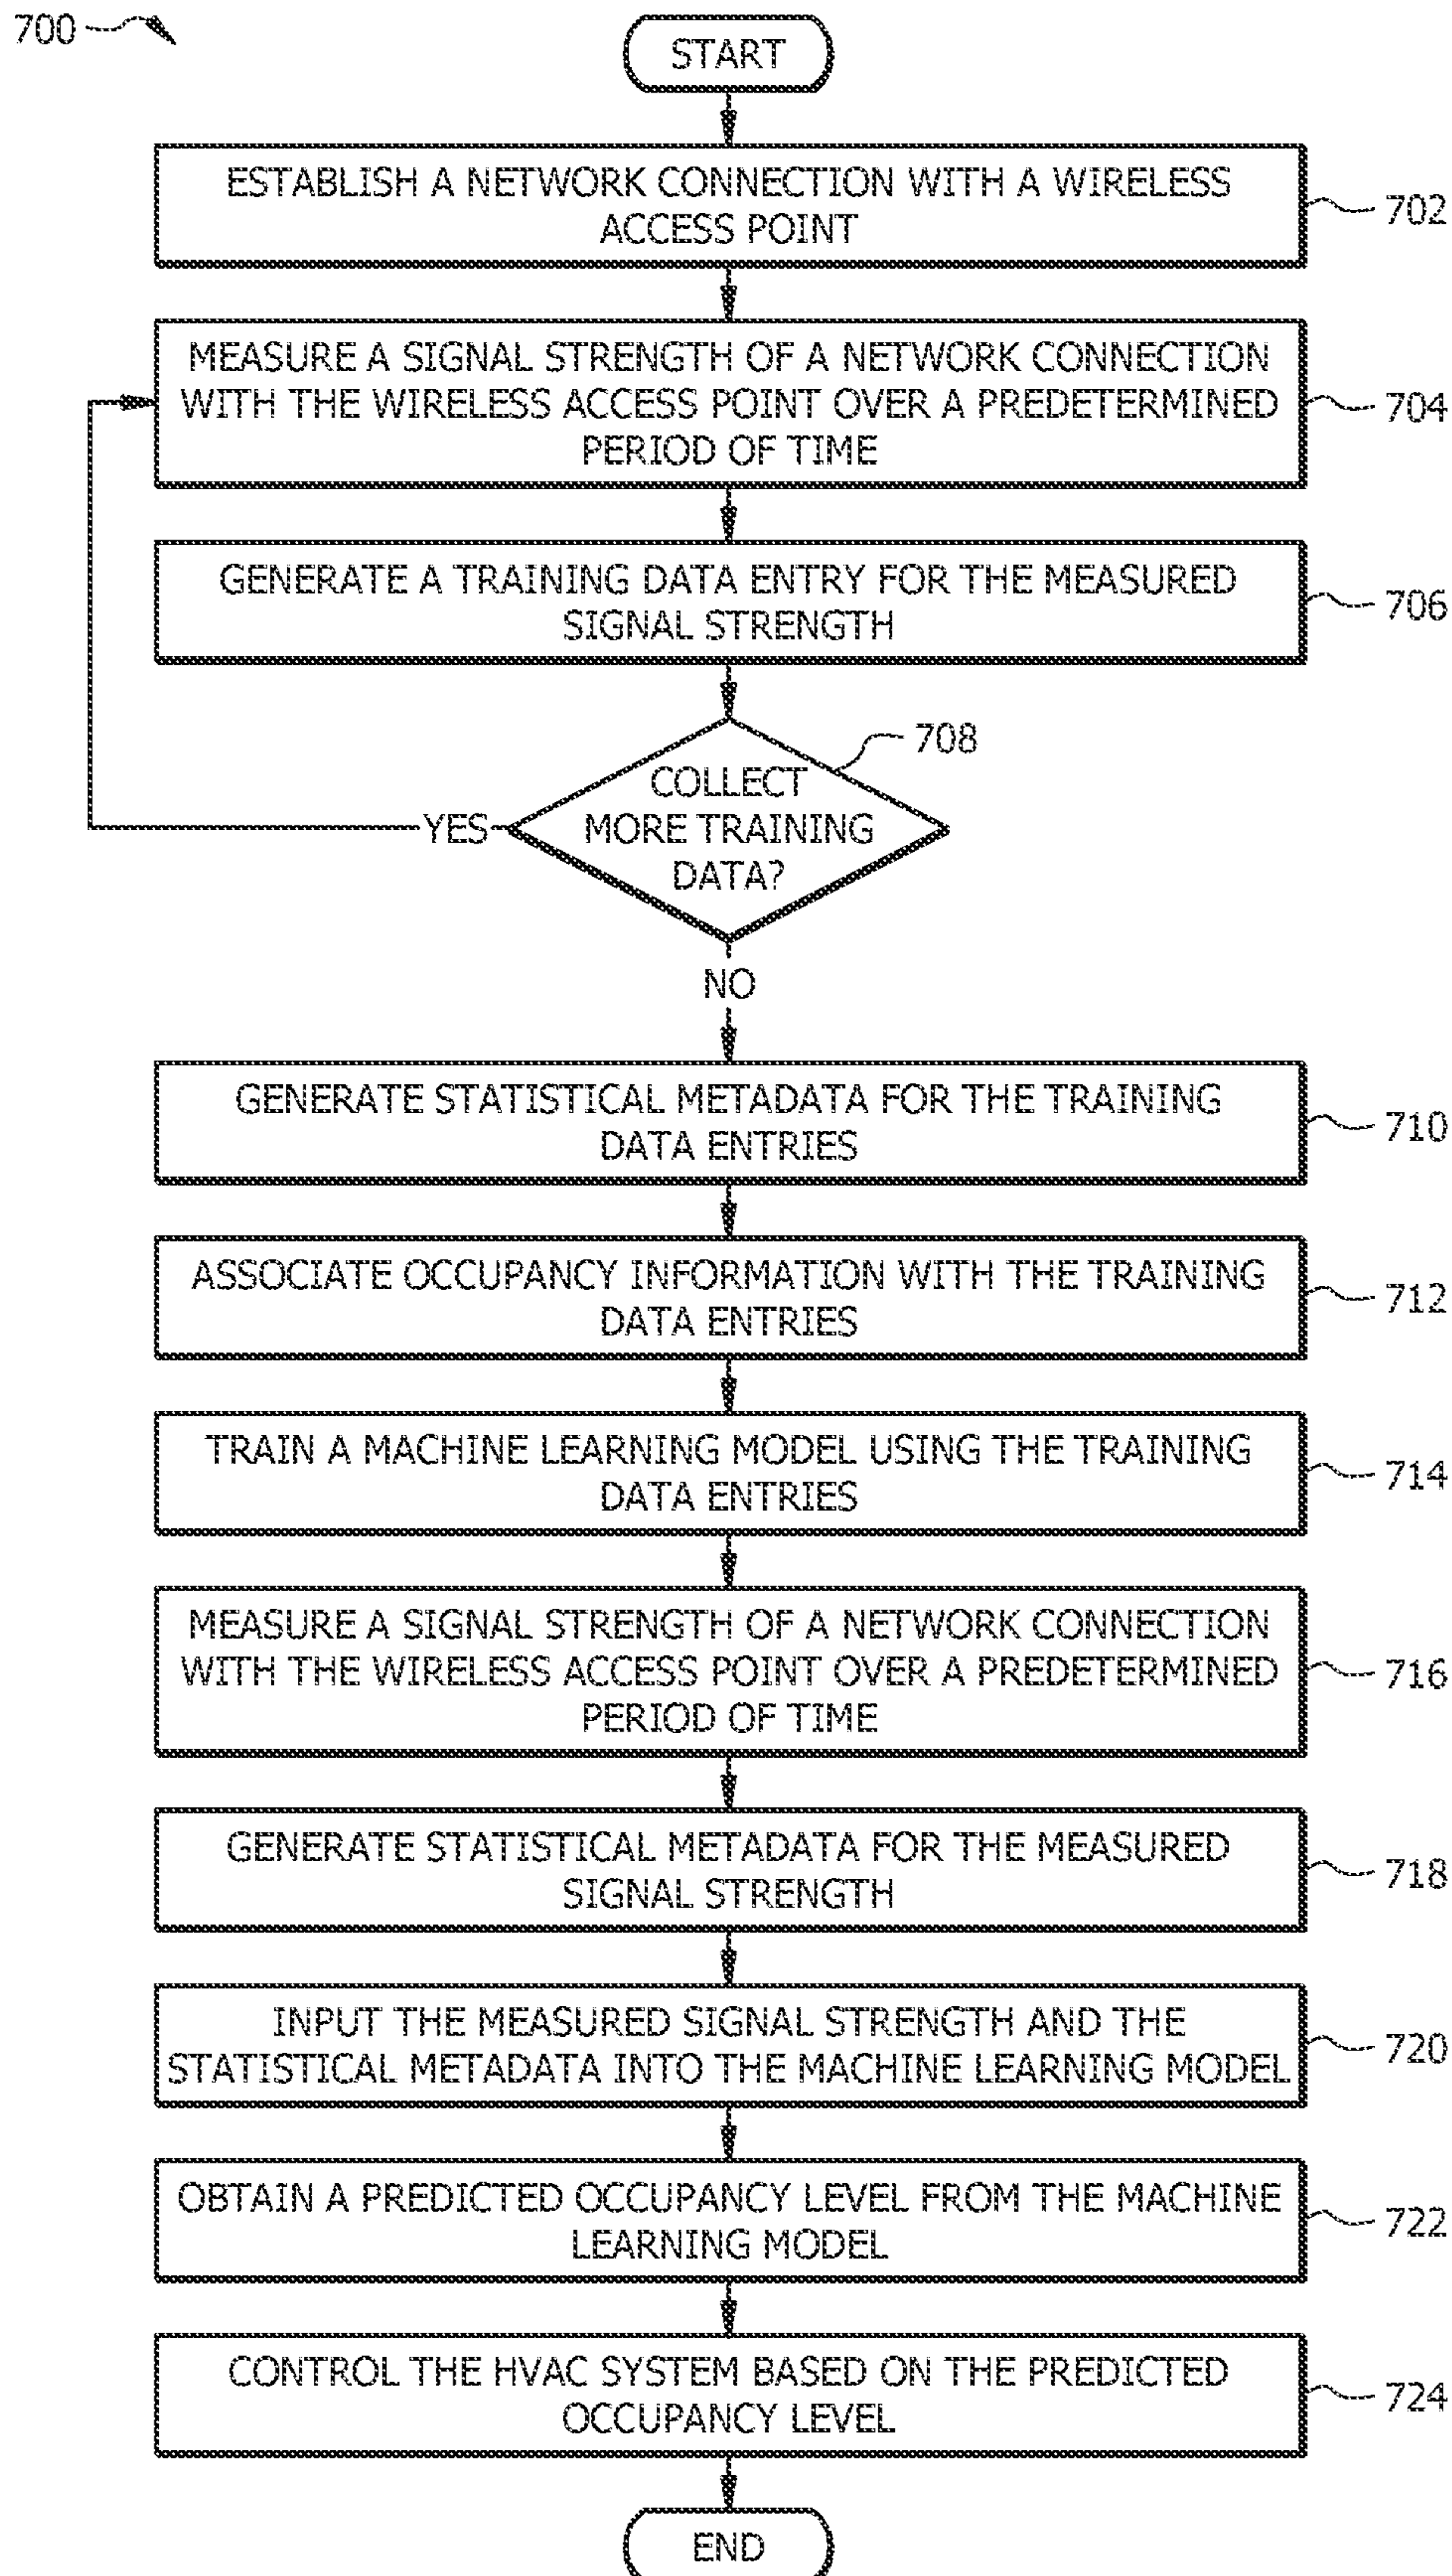 700
START
ESTABLISH A NETWORK CONNECTION WITH A WIRELESS
ACCESS POINT
702
MEASURE A SIGNAL STRENGTH OF A NETWORK CONNECTION
WITH THE WIRELESS ACCESS POINT OVER A PREDETERMINED
PERIOD OF TIME
704
GENERATE A TRAINING DATA ENTRY FOR THE MEASURED
SIGNAL STRENGTH
706
708
COLLECT
MORE TRAINING
DATA?
YES
NO
GENERATE STATISTICAL METADATA FOR THE TRAINING
DATA ENTRIES
710
ASSOCIATE OCCUPANCY INFORMATION WITH THE TRAINING
DATA ENTRIES
712
TRAIN A MACHINE LEARNING MODEL USING THE TRAINING
DATA ENTRIES
714
MEASURE A SIGNAL STRENGTH OF A NETWORK CONNECTION
WITH THE WIRELESS ACCESS POINT OVER A PREDETERMINED
PERIOD OF TIME
716
GENERATE STATISTICAL METADATA FOR THE MEASURED
SIGNAL STRENGTH
718
INPUT THE MEASURED SIGNAL STRENGTH AND THE
STATISTICAL METADATA INTO THE MACHINE LEARNING MODEL
720
OBTAIN A PREDICTED OCCUPANCY LEVEL FROM THE MACHINE
LEARNING MODEL
722
CONTROL THE HVAC SYSTEM BASED ON THE PREDICTED
OCCUPANCY LEVEL
724
END